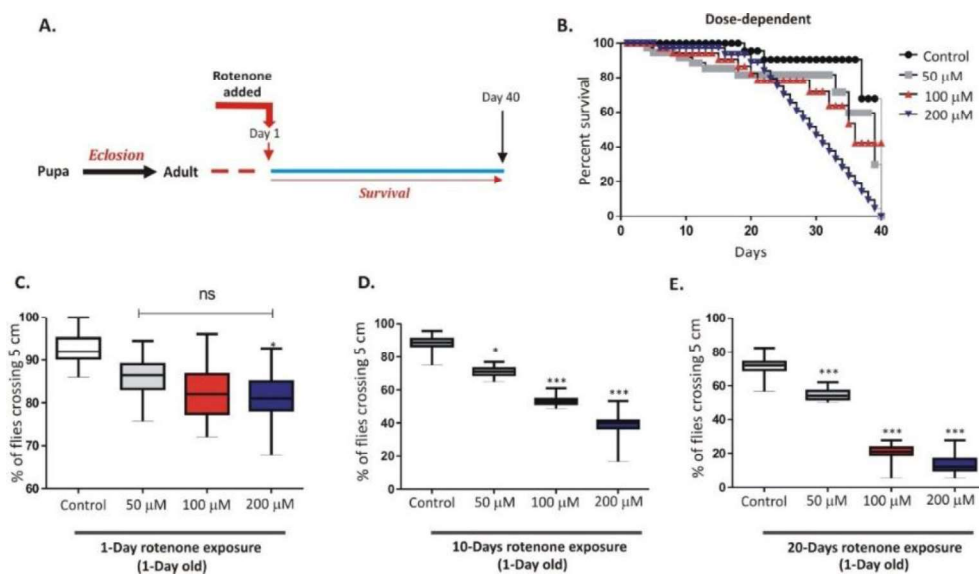 A.
Rotenone
added
Day 1
Day 40
Eclosion
Pupa
Adult
Survival
B.
Dose-dependent
Percent survival
100
80
60
40
20
0
0
10
20
30
40
Days
Control
50 µM
100 µM
200 µM
C.
ns
*
% of flies crossing 5 cm
100
90
80
70
60
Control
50 µM
100 µM
200 µM
1-Day rotenone exposure
(1-Day old)
D.
*
***
***
% of flies crossing 5 cm
100
80
60
40
20
0
Control
50 µM
100 µM
200 µM
10-Days rotenone exposure
(1-Day old)
E.
***
***
***
% of flies crossing 5 cm
100
80
60
40
20
0
Control
50 µM
100 µM
200 µM
20-Days rotenone exposure
(1-Day old)